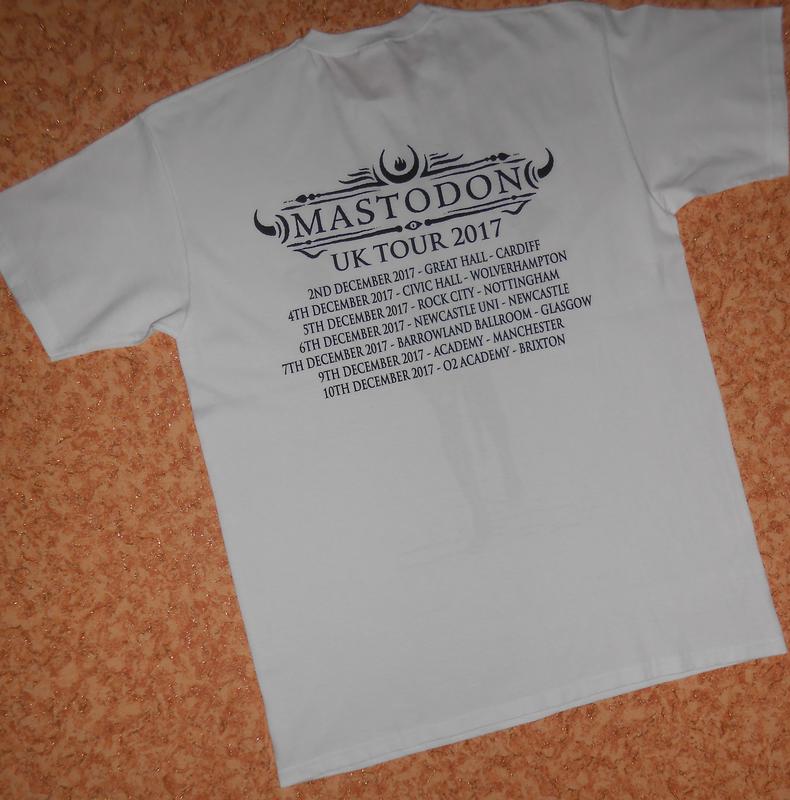 MASTODON
UK TOUR 2017
2ND DECEMBER 2017 - GREAT HALL - CARDIFF
4TH DECEMBER 2017 - CIVIC HALL - WOLVERHAMPTON
5TH DECEMBER 2017 - ROCK CITY - NOTTINGHAM
6TH DECEMBER 2017 - NEWCASTLE UNI - NEWCASTLE
7TH DECEMBER 2017 - BARROWLAND BALLROOM - GLASGOW
9TH DECEMBER 2017 - ACADEMY - MANCHESTER
10TH DECEMBER 2017 - O2 ACADEMY - BRIXTON